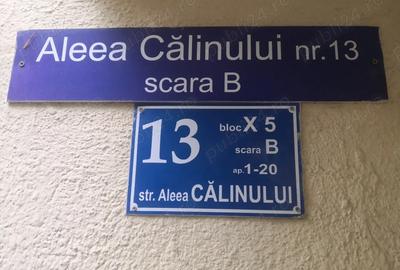 Aleea Călinului nr.13
scara B
13
bloc X 5
scara B
ap.1-20
str. Aleea CĂLINULUI